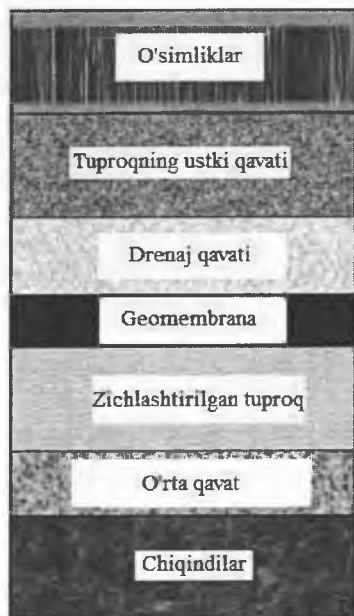 O'simliklar
Tuproqning ustki qavati
Drenaj qavati
Geomembrana
Zichlashtirilgan tuproq
O'rta qavat
Chiqindilar